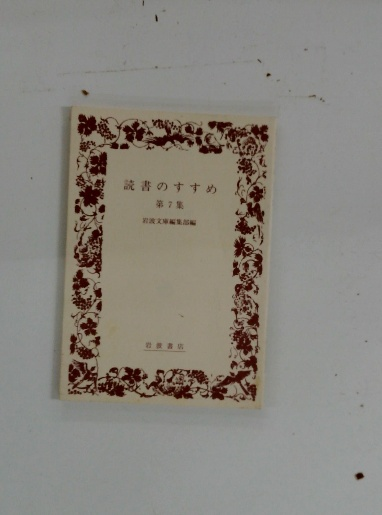 読書のすすめ
第7集
岩波文庫編集部編
岩波書店